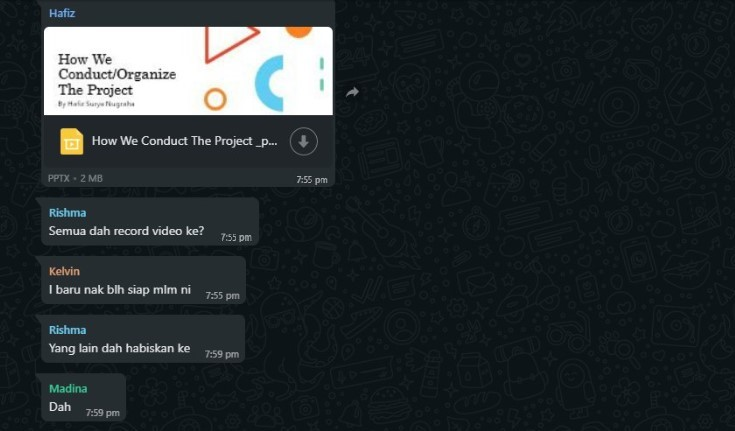 Hafiz
How We
Conduct/Organize
The Project
By Hafiz Surya Nugraha
How We Conduct The Project _p...
PPTX • 2 MB
7:55 pm
Rishma
Semua dah record video ke?
7:55 pm
Kelvin
I baru nak blh siap mlm ni
7:55 pm
Rishma
Yang lain dah habiskan ke
7:59 pm
Madina
Dah
7:59 pm